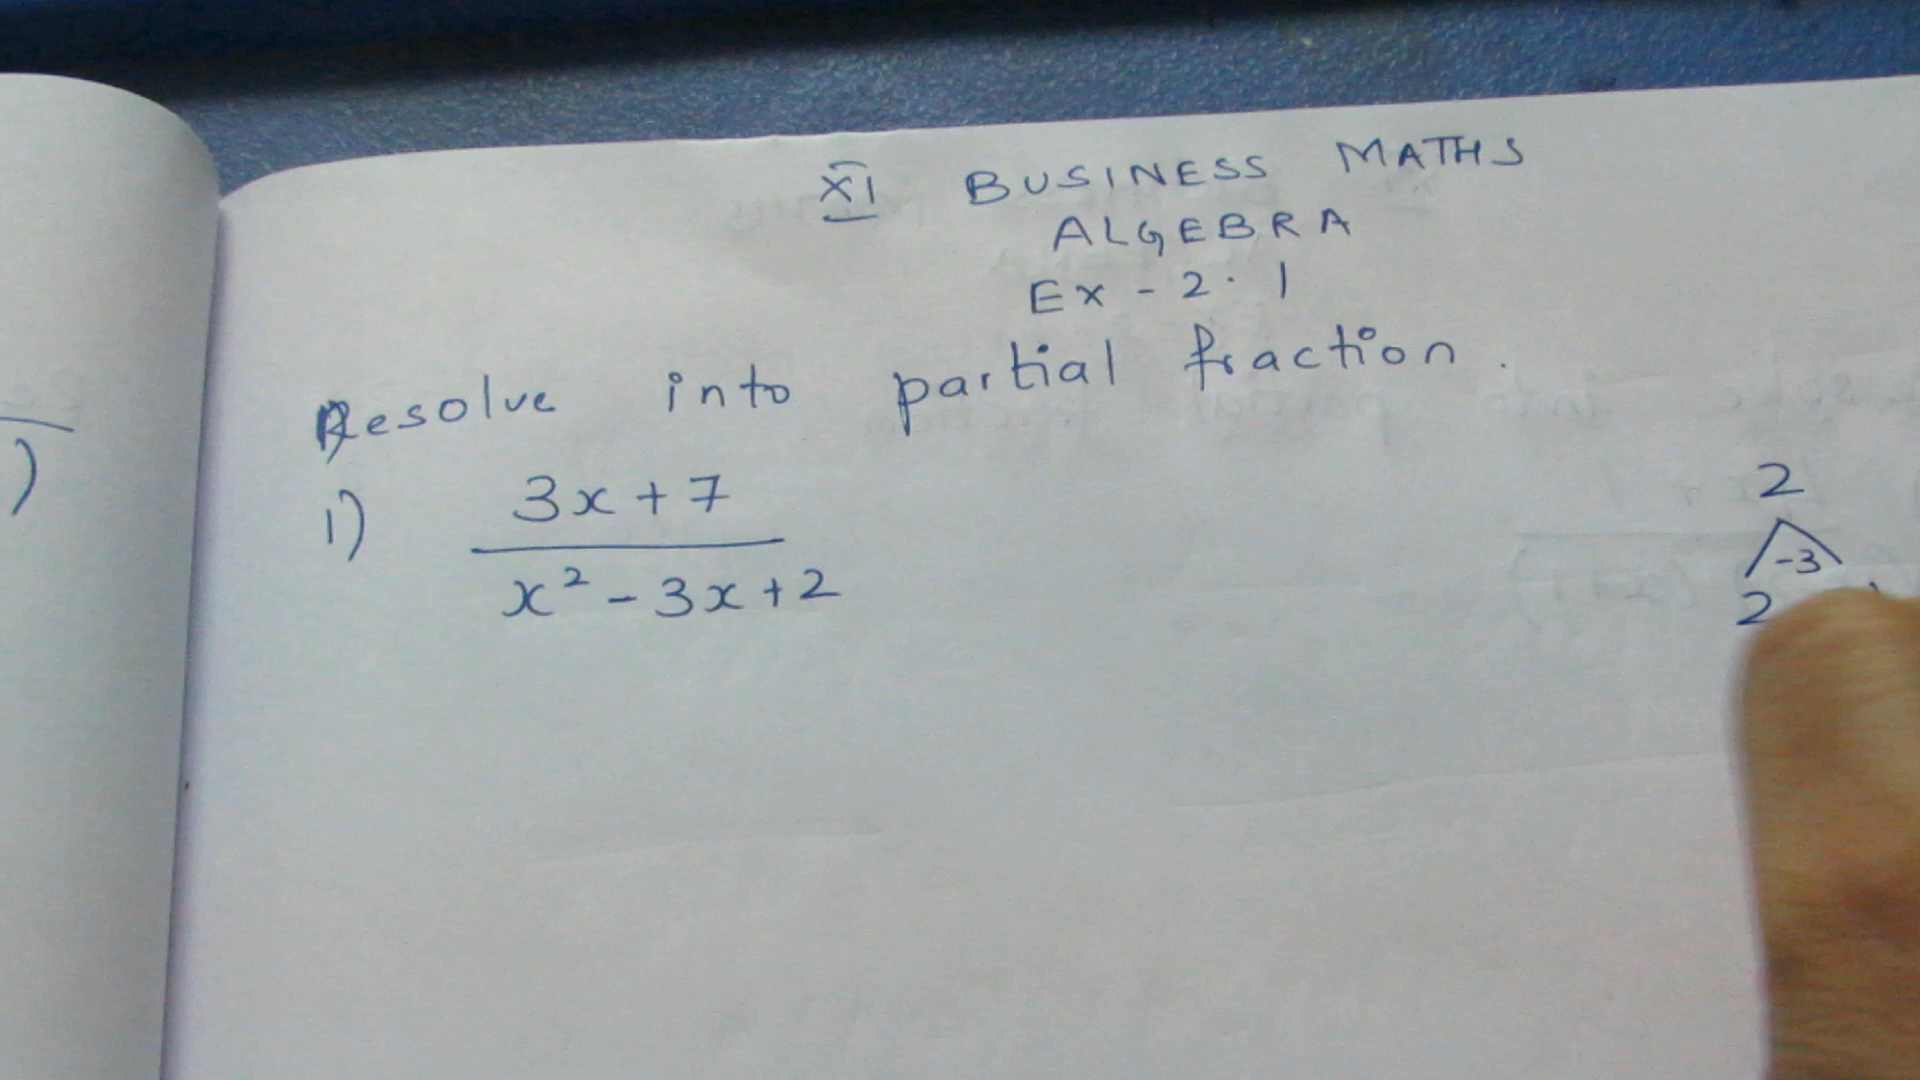 XI BUSINESS MATHS
ALGEBRA
Ex - 2.1
Resolve into partial fraction.
1) 3x+7
x² - 3x + 2
2
-3
2
)